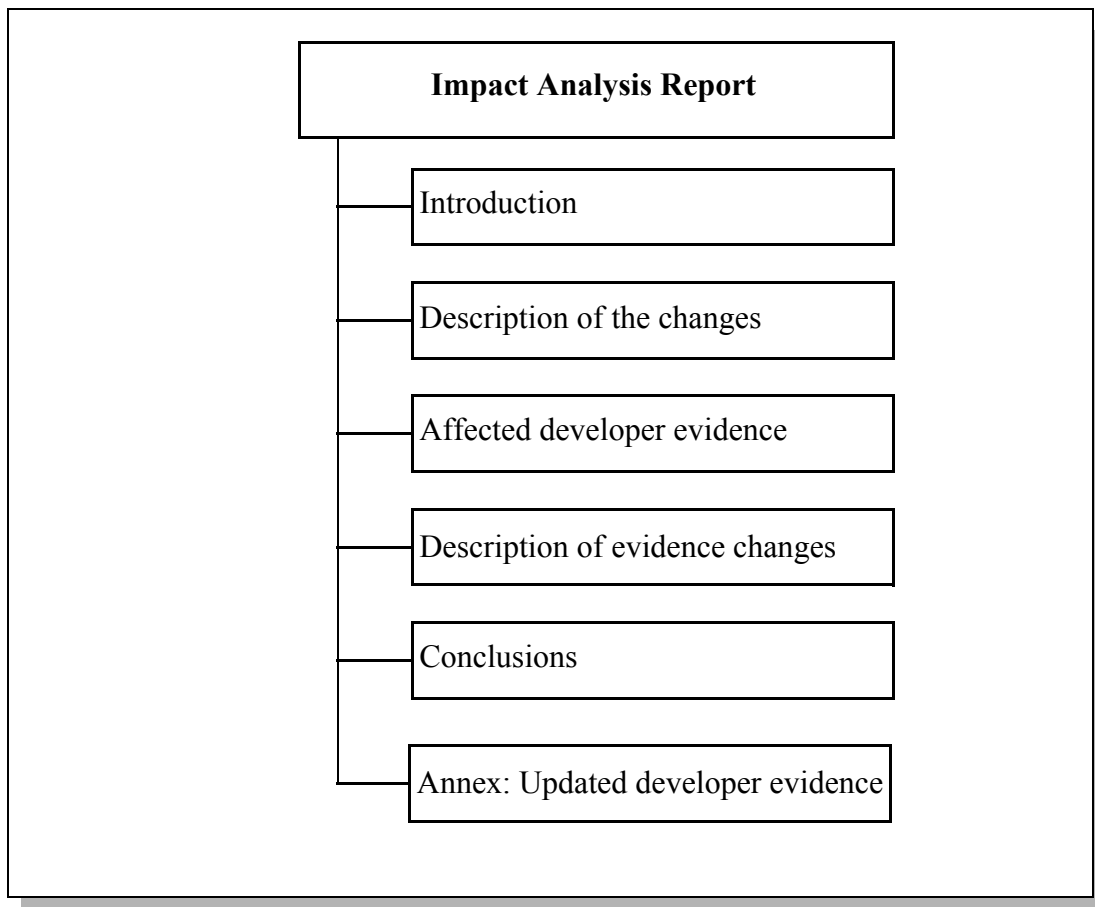 Impact Analysis Report
Introduction
Description of the changes
Affected developer evidence
Description of evidence changes
Conclusions
Annex: Updated developer evidence